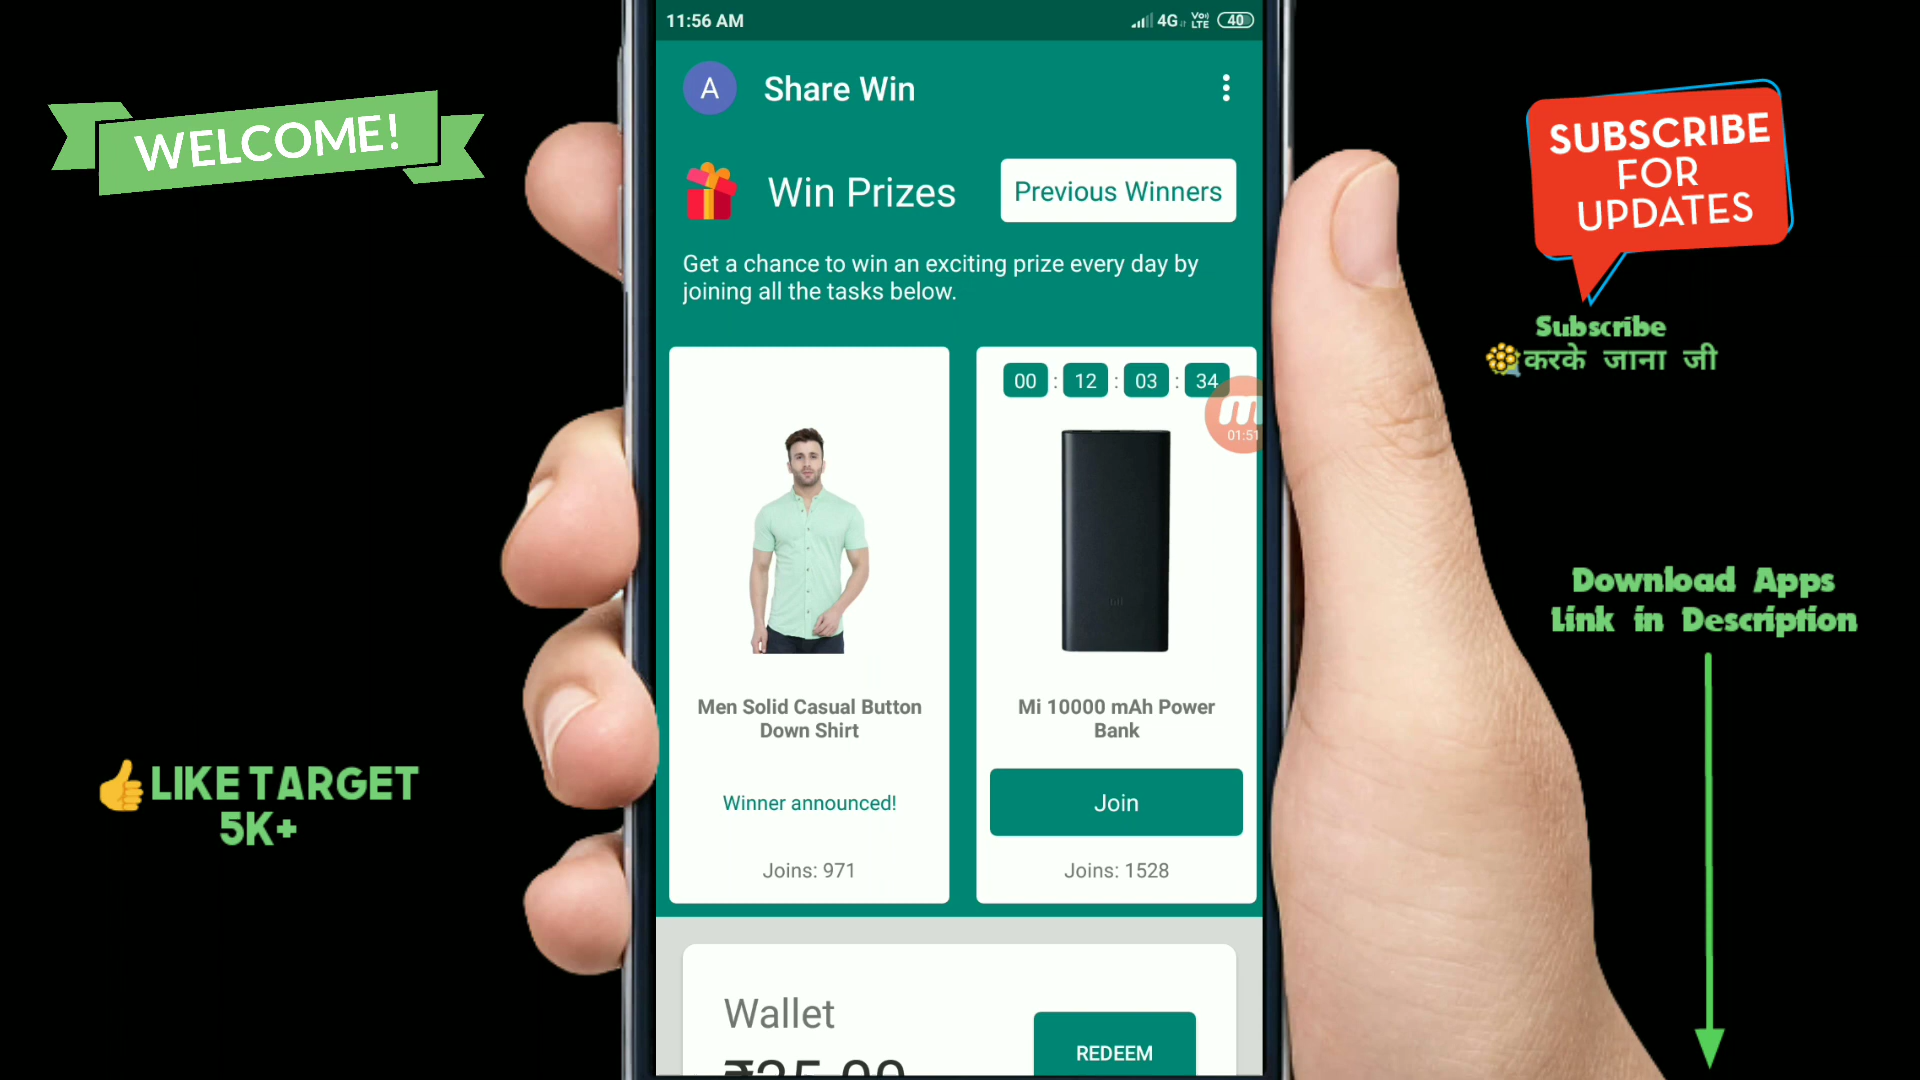 11:56 AM
4G
Vo))
LTE
40
A
Share Win
WELCOME!
Win Prizes
Previous Winners
Get a chance to win an exciting prize every day by
joining all the tasks below.
SUBSCRIBE
FOR
UPDATES
Subscribe
करके जाना जी
00 : 12 : 03 : 34
01:51
mi
Men Solid Casual Button
Down Shirt
Mi 10000 mAh Power
Bank
Winner announced!
Join
Joins: 971
Joins: 1528
Download Apps
Link in Description
LIKE TARGET
5K+
Wallet
REDEEM